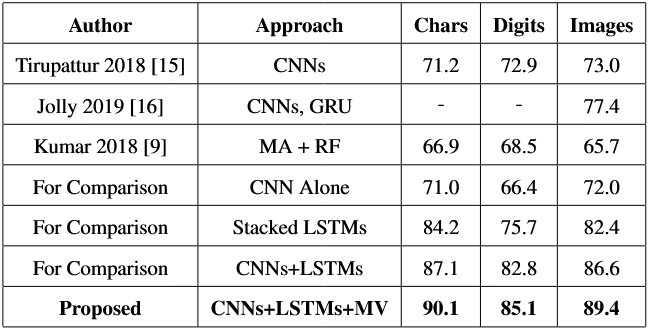 Author Approach Chars Digits Images
Tirupattur 2018 [15] CNNs 71.2 72.9 73.0
Jolly 2019 [16] CNNs, GRU - - 77.4
Kumar 2018 [9] MA + RF 66.9 68.5 65.7
For Comparison CNN Alone 71.0 66.4 72.0
For Comparison Stacked LSTMs 84.2 75.7 82.4
For Comparison CNNs+LSTMs 87.1 82.8 86.6
Proposed CNNs+LSTMs+MV 90.1 85.1 89.4